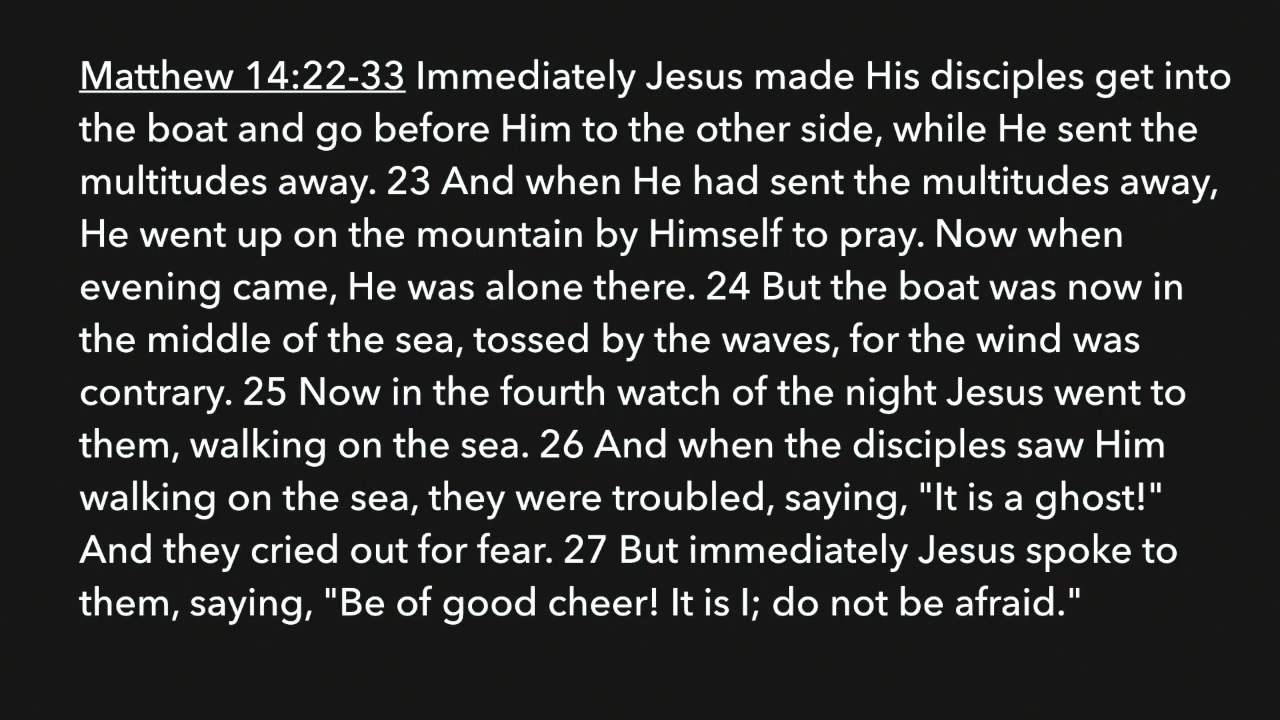 Matthew 14:22-33 Immediately Jesus made His disciples get into
the boat and go before Him to the other side, while He sent the
multitudes away. 23 And when He had sent the multitudes away,
He went up on the mountain by Himself to pray. Now when
evening came, He was alone there. 24 But the boat was now in
the middle of the sea, tossed by the waves, for the wind was
contrary. 25 Now in the fourth watch of the night Jesus went to
them, walking on the sea. 26 And when the disciples saw Him
walking on the sea, they were troubled, saying, "It is a ghost!"
And they cried out for fear. 27 But immediately Jesus spoke to
them, saying, "Be of good cheer! It is I; do not be afraid."